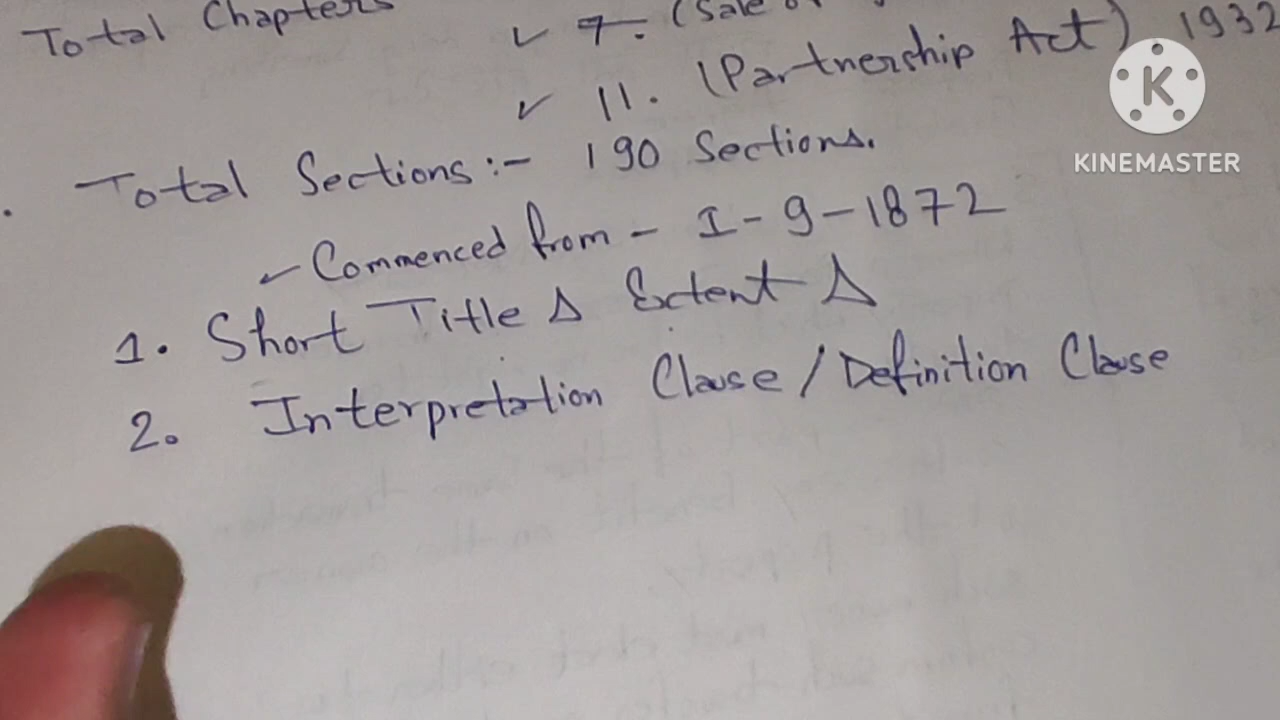 Total Chapters
✓ 7. (Sale of
✓ 11. (Partnership Act) 1932
Total Sections :- 190 Sections.
✓ Commenced from - 1-9-1872
1. Short Title Δ Extent Δ
2. Interpretation Clause / Definition Clause
K
KINEMASTER